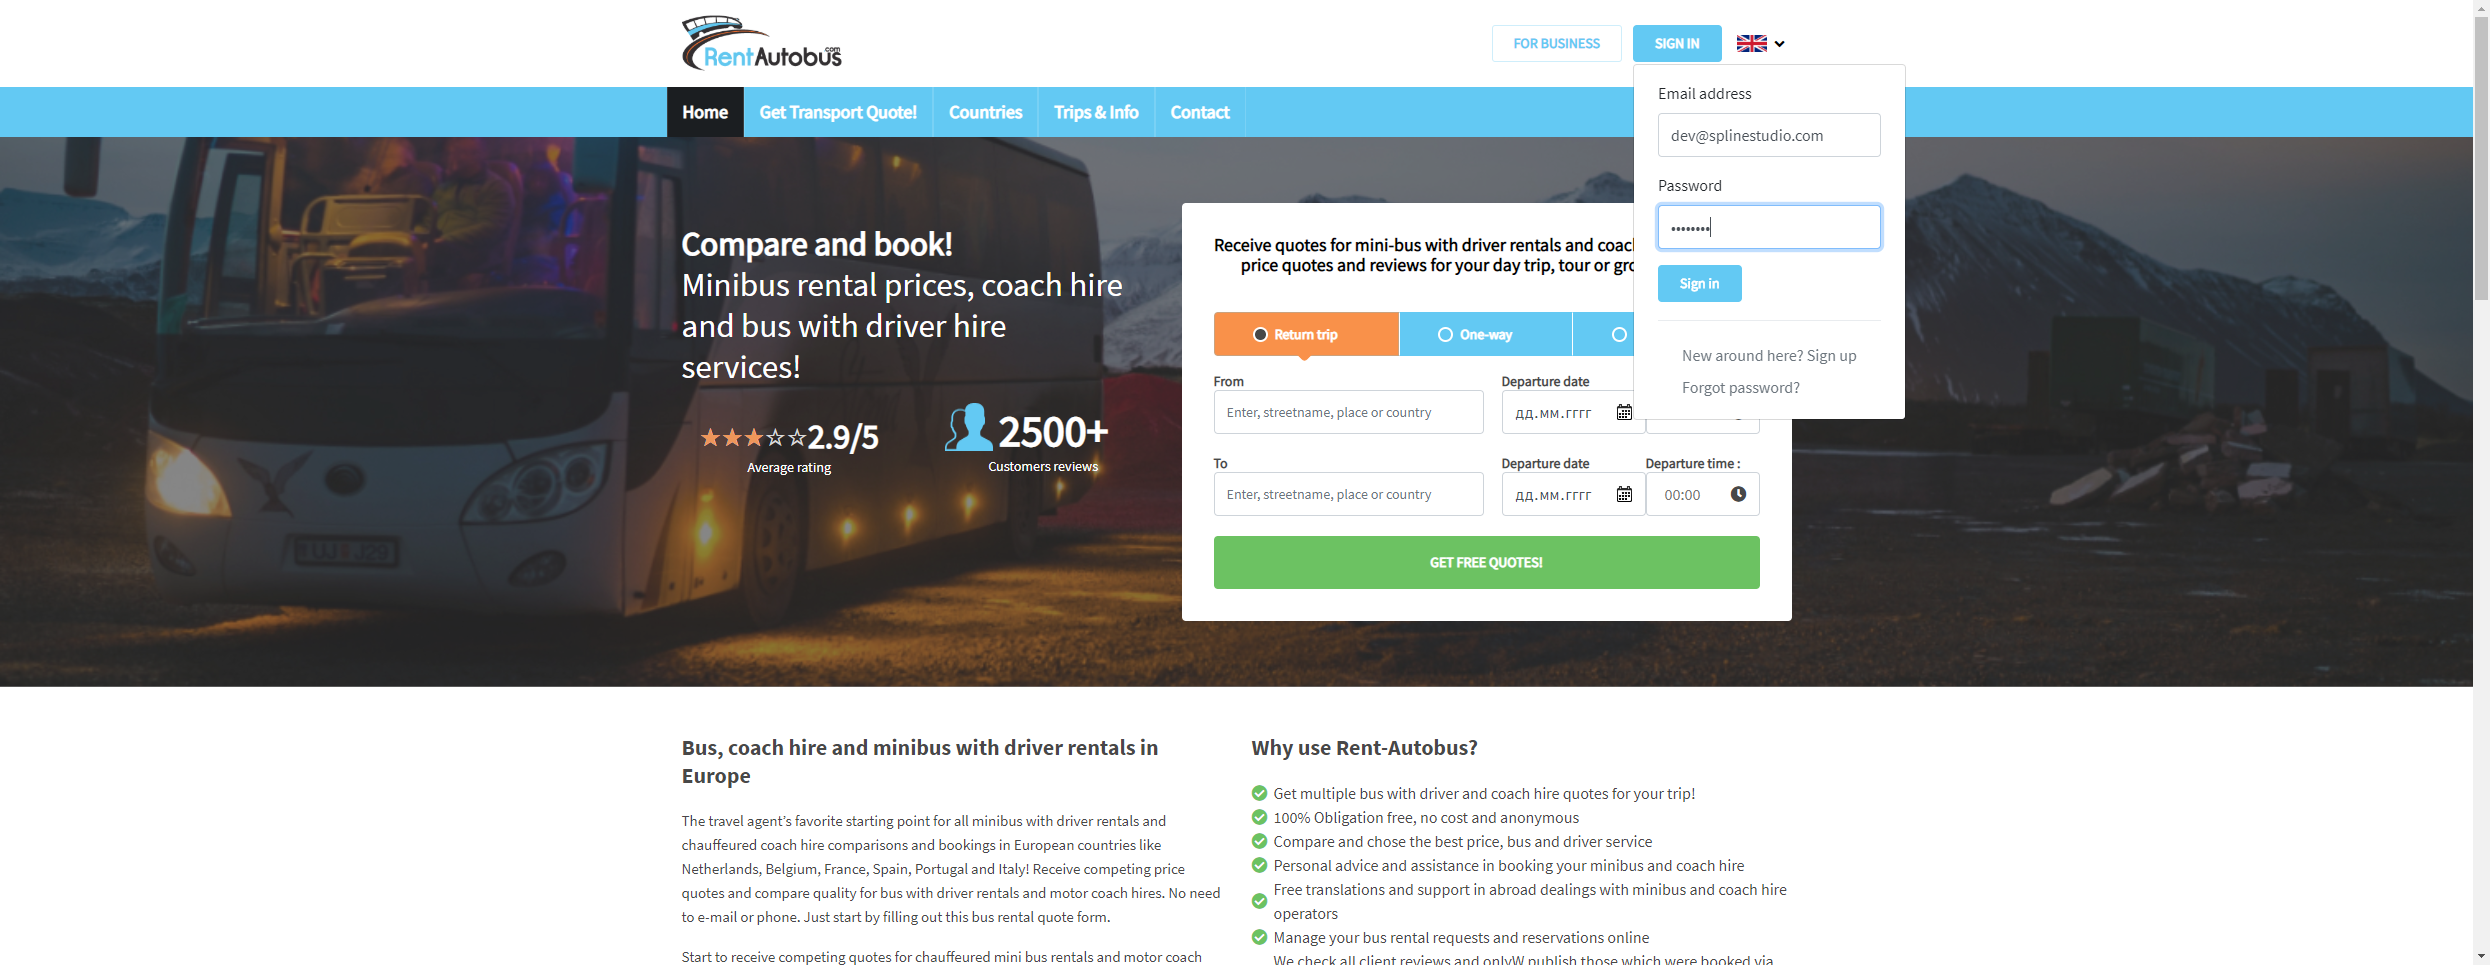 RentAutobus.com
FOR BUSINESS
SIGN IN
Home
Get Transport Quote!
Countries
Trips & Info
Contact
Email address
dev@splinestudio.com
Password
••••••••
Sign in
New around here? Sign up
Forgot password?
Compare and book!
Minibus rental prices, coach hire
and bus with driver hire
services!
2.9/5
Average rating
2500+
Customers reviews
Receive quotes for mini-bus with driver rentals and
price quotes and reviews for your day trip, tour or
Return trip
One-way
From
Enter, streetname, place or country
Departure date
дд.мм.гггг
To
Enter, streetname, place or country
Departure date
дд.мм.гггг
Departure time :
00:00
GET FREE QUOTES!
Bus, coach hire and minibus with driver rentals in
Europe
The travel agent’s favorite starting point for all minibus with driver rentals and
chauffeured coach hire comparisons and bookings in European countries like
Netherlands, Belgium, France, Spain, Portugal and Italy! Receive competing price
quotes and compare quality for bus with driver rentals and motor coach hires. No need
to e-mail or phone. Just start by filling out this bus rental quote form.
Start to receive competing quotes for chauffeured mini bus rentals and motor coach
Why use Rent-Autobus?
Get multiple bus with driver and coach hire quotes for your trip!
100% Obligation free, no cost and anonymous
Compare and chose the best price, bus and driver service
Personal advice and assistance in booking your minibus and coach hire
Free translations and support in abroad dealings with minibus and coach hire
operators
Manage your bus rental requests and reservations online
We check all client reviews and onlyW publish those which were booked via